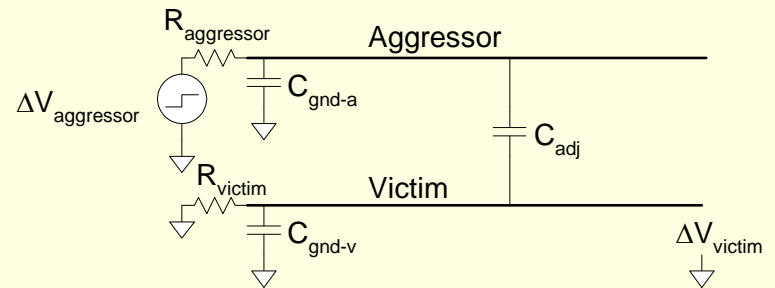 R_aggressor
Aggressor
ΔV_aggressor
C_gnd-a
C_adj
R_victim
Victim
C_gnd-v
ΔV_victim